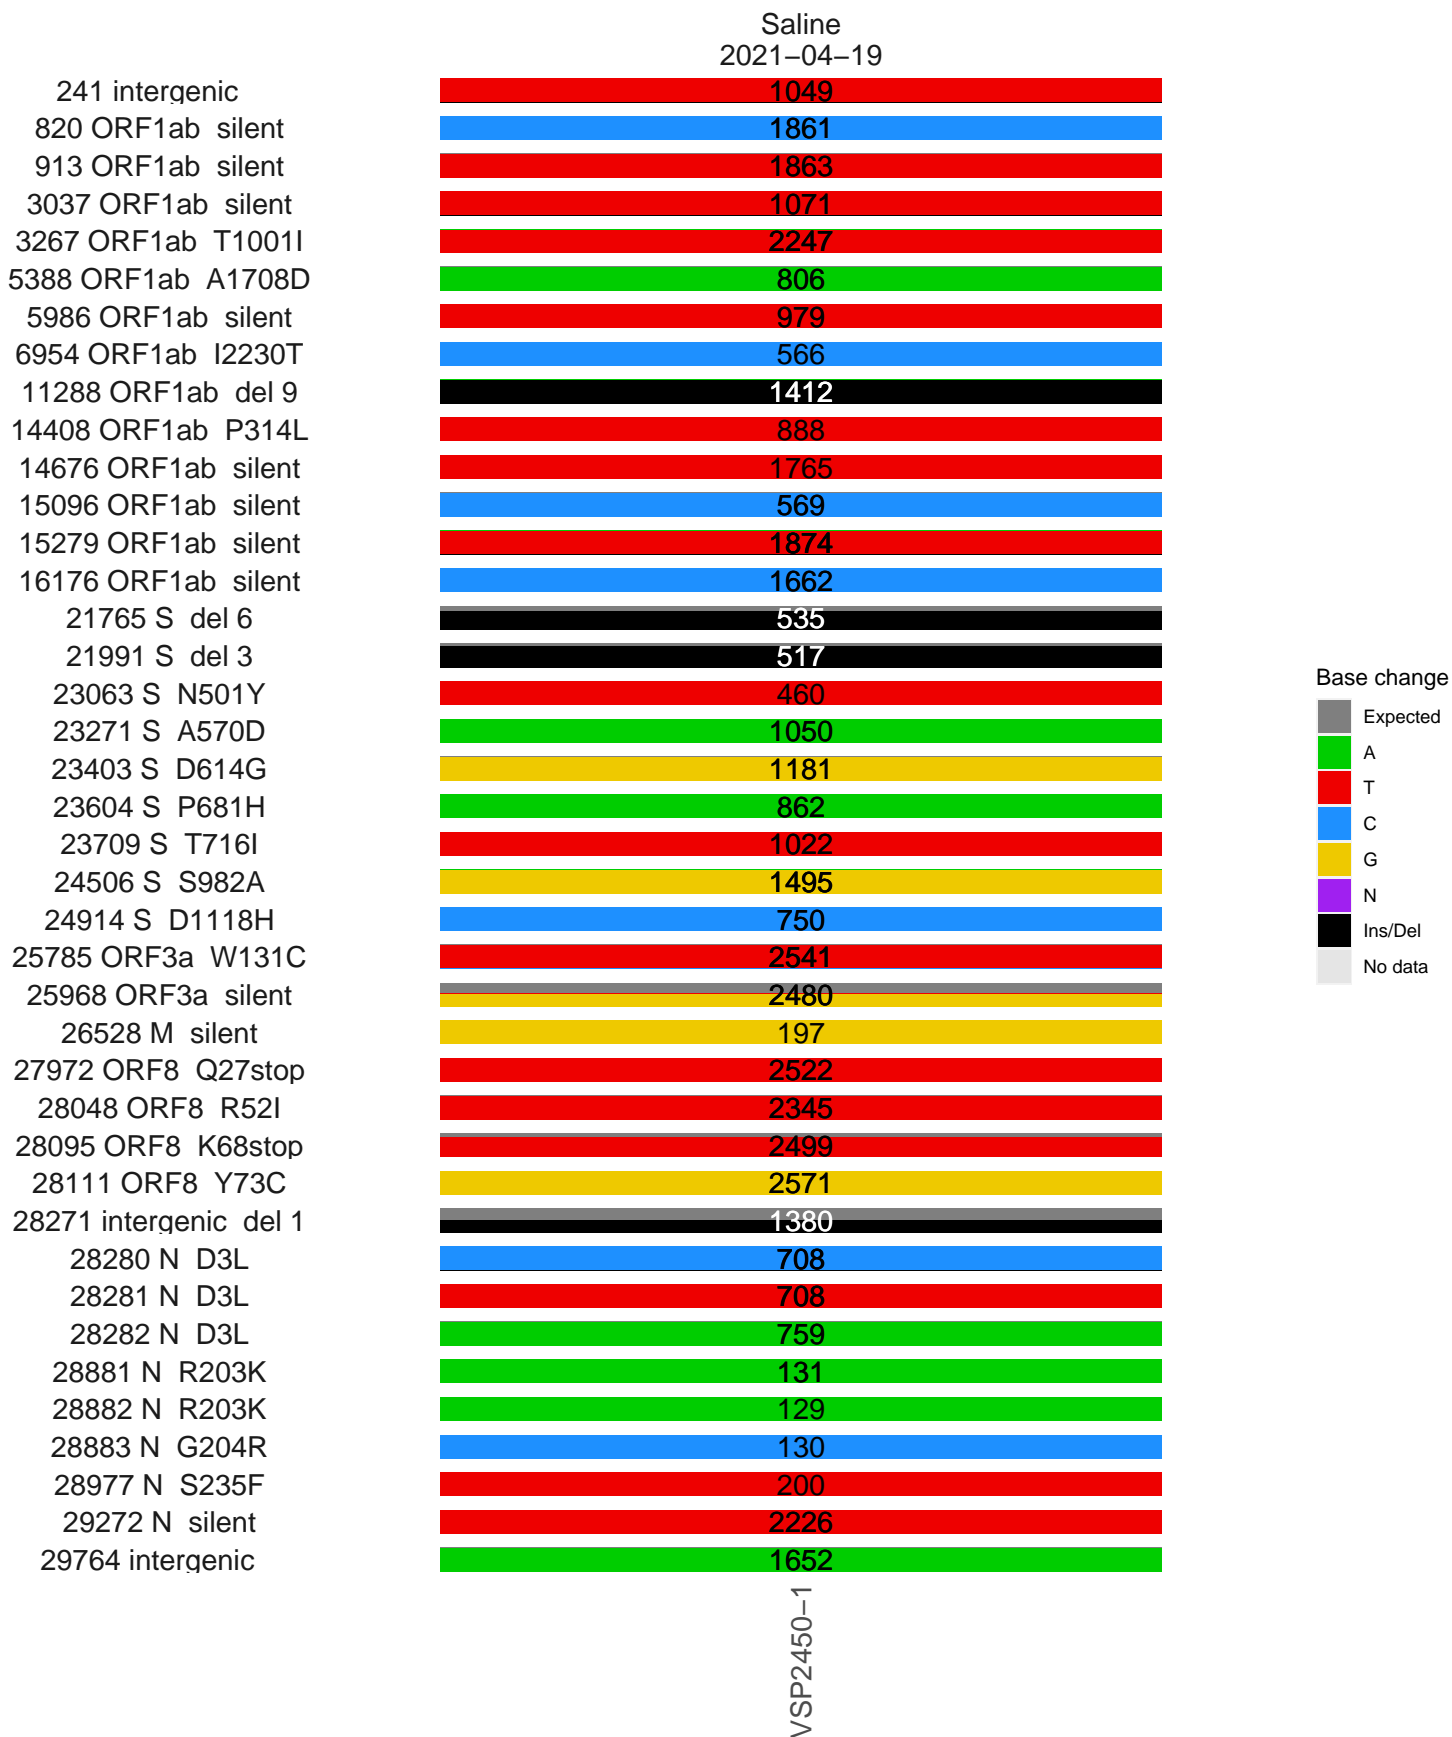 Saline
2021−04−19
241 intergenic 1049
820 ORF1ab silent 1861
913 ORF1ab silent 1863
3037 ORF1ab silent 1071
3267 ORF1ab T1001I 2247
5388 ORF1ab A1708D 806
5986 ORF1ab silent 979
6954 ORF1ab I2230T 566
11288 ORF1ab del 9 1412
14408 ORF1ab P314L 888
14676 ORF1ab silent 1765
15096 ORF1ab silent 569
15279 ORF1ab silent 1874
16176 ORF1ab silent 1662
21765 S del 6 535
21991 S del 3 517
23063 S N501Y 460
23271 S A570D 1050
23403 S D614G 1181
23604 S P681H 862
23709 S T716I 1022
24506 S S982A 1495
24914 S D1118H 750
25785 ORF3a W131C 2541
25968 ORF3a silent 2480
26528 M silent 197
27972 ORF8 Q27stop 2522
28048 ORF8 R52I 2345
28095 ORF8 K68stop 2499
28111 ORF8 Y73C 2571
28271 intergenic del 1 1380
28280 N D3L 708
28281 N D3L 708
28282 N D3L 759
28881 N R203K 131
28882 N R203K 129
28883 N G204R 130
28977 N S235F 200
29272 N silent 2226
29764 intergenic 1652
VSP2450−1
Base change
Expected
A
T
C
G
N
Ins/Del
No data